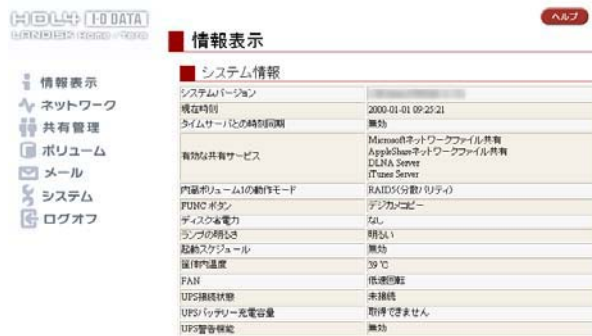 HDL4 I-O DATA
LANDISK Home / Tera
ヘルプ
情報表示
情報表示
ネットワーク
共有管理
ボリューム
メール
システム
ログオフ
システム情報
システムバージョン
現在時刻 2000-01-01 09:25:21
タイムサーバとの時刻同期 無効
有効な共有サービス
Microsoftネットワークファイル共有
AppleShareネットワークファイル共有
DLNA Server
iTunes Server
内蔵ボリューム1の動作モード RAID5(分散パリティ)
FUNC ボタン デジカメコピー
ディスク省電力 なし
ランプの明るさ 明るい
起動スケジュール 無効
筐体内温度 39 ℃
FAN 低速回転
UPS接続状態 未接続
UPSバッテリー充電容量 取得できません
UPS警告機能 無効